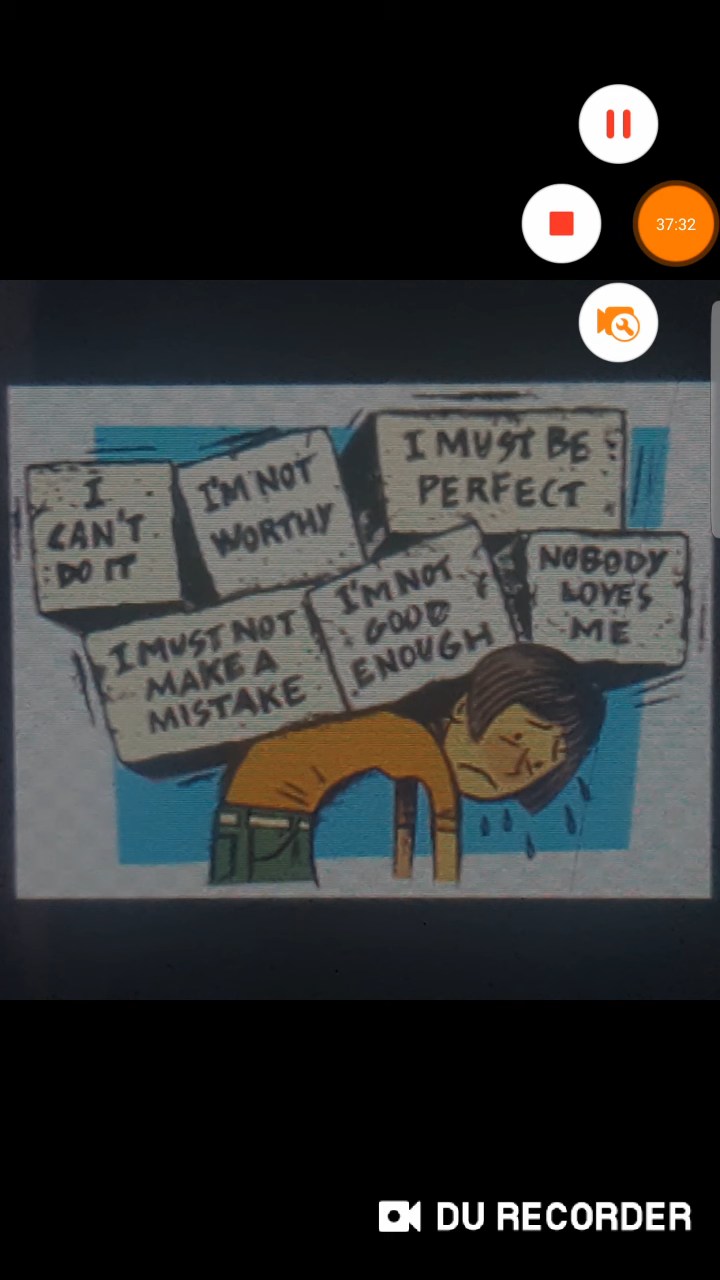 37:32
I MUST BE
PERFECT
I
CAN'T
DO IT
I'M NOT
WORTHY
NOBODY
LOVES
ME
I'M NOT
GOOD
ENOUGH
I MUST NOT
MAKE A
MISTAKE
DU RECORDER